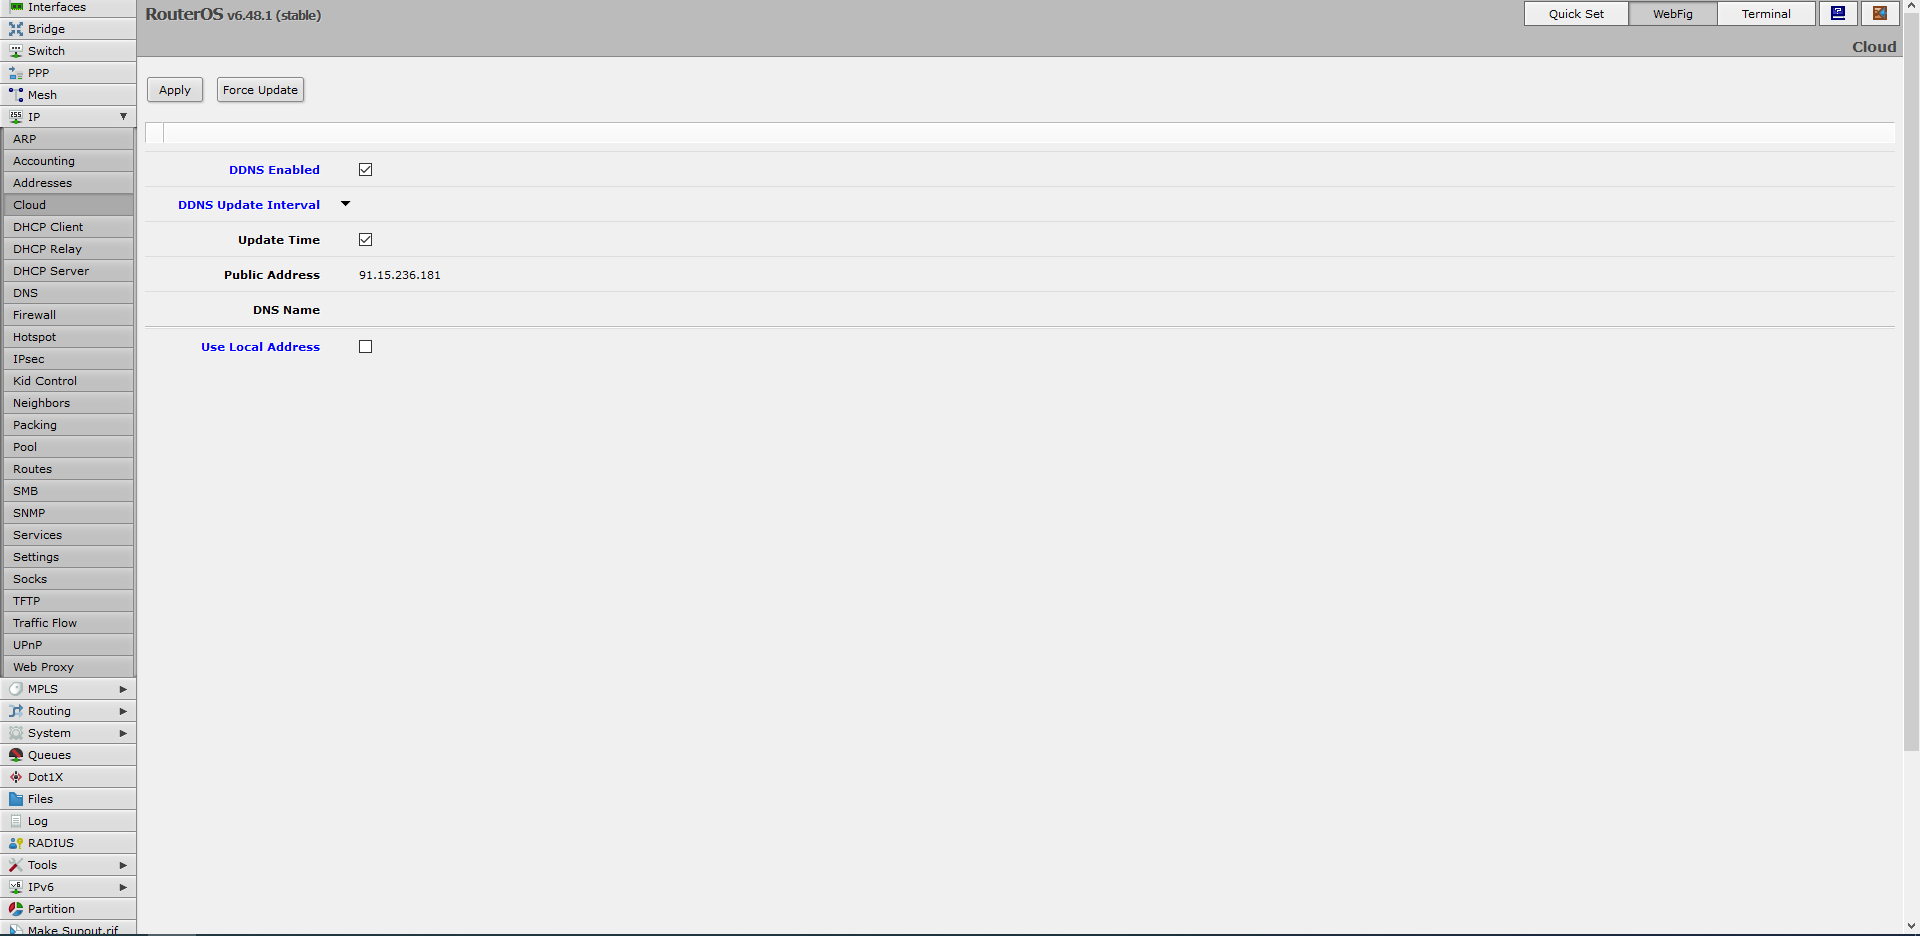 Interfaces
Bridge
Switch
PPP
Mesh
IP
ARP
Accounting
Addresses
Cloud
DHCP Client
DHCP Relay
DHCP Server
DNS
Firewall
Hotspot
IPsec
Kid Control
Neighbors
Packing
Pool
Routes
SMB
SNMP
Services
Settings
Socks
TFTP
Traffic Flow
UPnP
Web Proxy
MPLS
Routing
System
Queues
Dot1X
Files
Log
RADIUS
Tools
IPv6
Partition
Make Supout.rif
RouterOS v6.48.1 (stable)
Quick Set
WebFig
Terminal
Cloud
Apply
Force Update
DDNS Enabled
DDNS Update Interval
Update Time
Public Address 91.15.236.181
DNS Name
Use Local Address